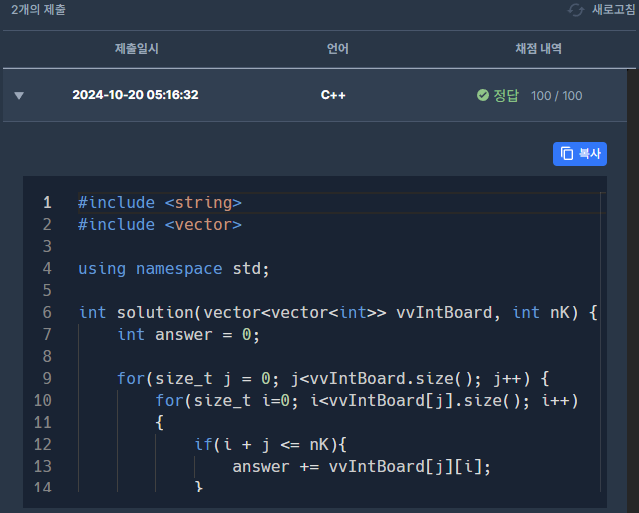 2개의 제출 새로고침
제출일시 언어 채점 내역
2024-10-20 05:16:32 C++ 정답 100 / 100
복사
1 #include <string>
2 #include <vector>
3
4 using namespace std;
5
6 int solution(vector<vector<int>> vvIntBoard, int nK) {
7     int answer = 0;
8
9     for(size_t j = 0; j<vvIntBoard.size(); j++) {
10         for(size_t i=0; i<vvIntBoard[j].size(); i++)
11         {
12             if(i + j <= nK){
13                 answer += vvIntBoard[j][i];
14             }